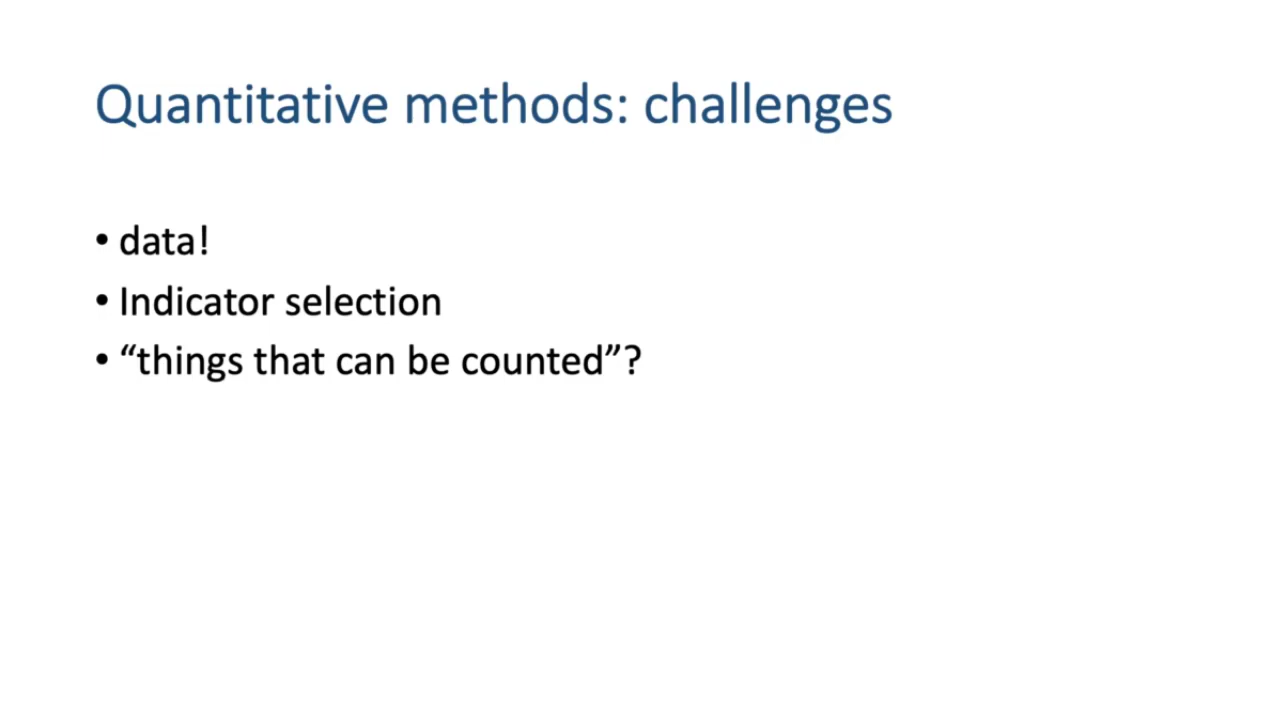 Quantitative methods: challenges
• data!
• Indicator selection
• “things that can be counted”?